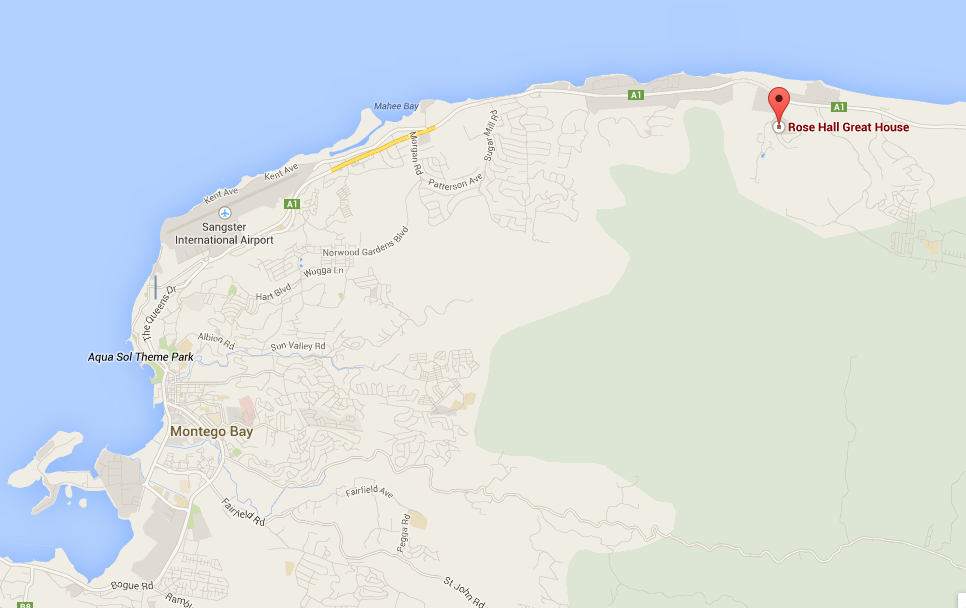 A1
Mahee Bay
A1
Rose Hall Great House
Sugar Mill Rd
Morgan Rd
Patterson Ave
Kent Ave
Kent Ave
A1
Sangster
International Airport
Norwood Gardens Blvd
Wugga Ln
Hart Blvd
The Queens Dr
Albion Rd
Sun Valley Rd
Aqua Sol Theme Park
Montego Bay
Fairfield Ave
Fairfield Rd
Pegga Rd
Bogue Rd
St John Rd
B8